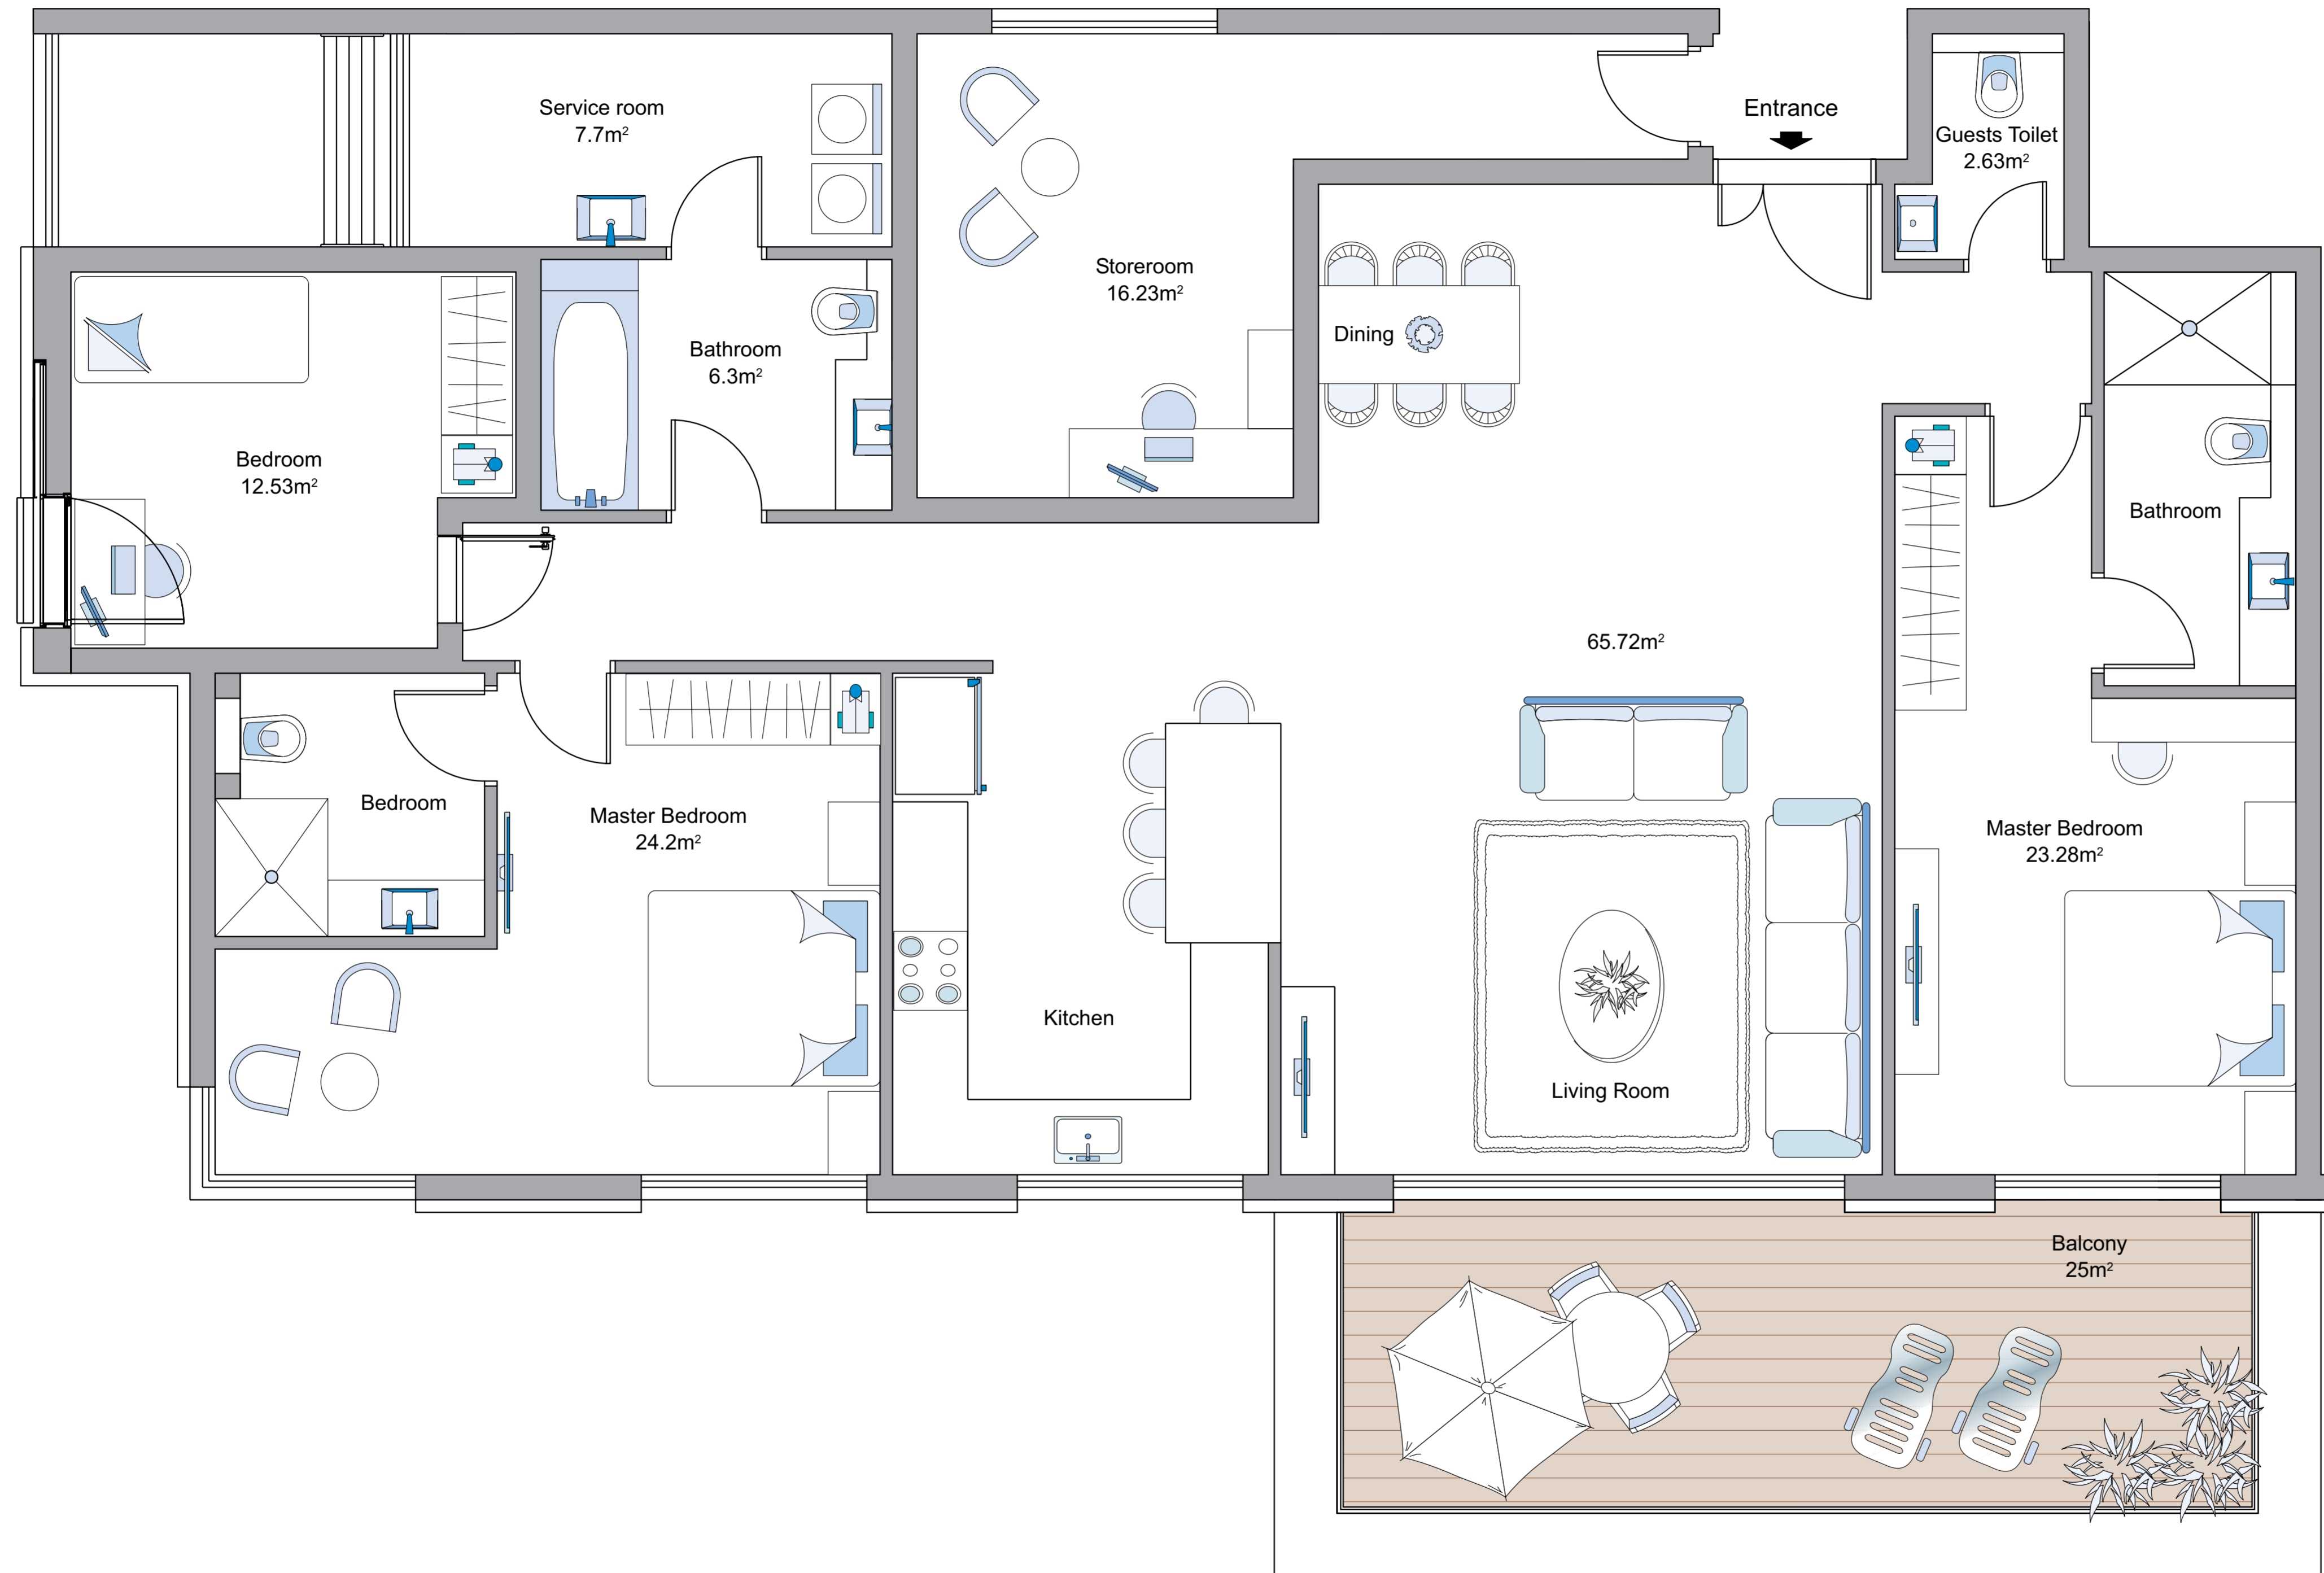 Service room
7.7m²
Entrance
Guests Toilet
2.63m²
Storeroom
16.23m²
Dining
Bathroom
6.3m²
Bedroom
12.53m²
Bathroom
65.72m²
Bedroom
Master Bedroom
24.2m²
Master Bedroom
23.28m²
Kitchen
Living Room
Balcony
25m²